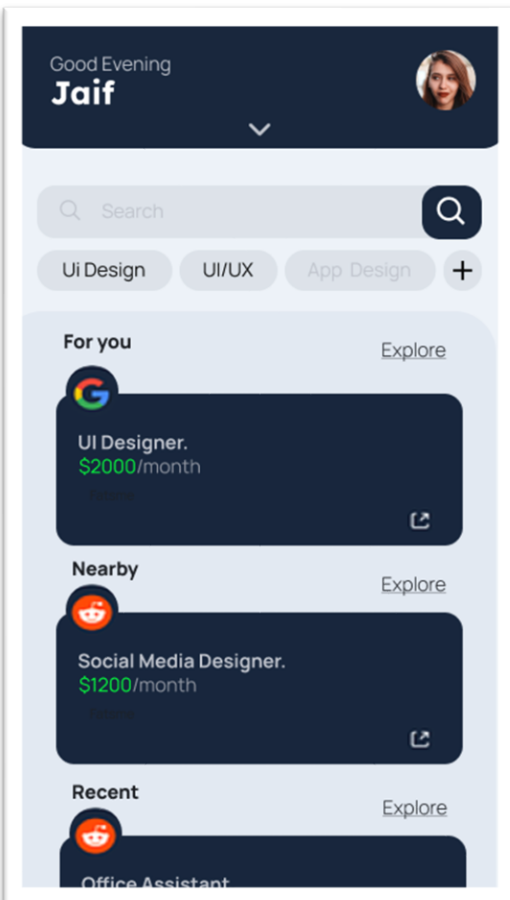 Good Evening
Jaif
Search
Ui Design
UI/UX
App Design
+
For you
Explore
UI Designer.
$2000/month
Nearby
Explore
Social Media Designer.
$1200/month
Recent
Explore
Office Assistant